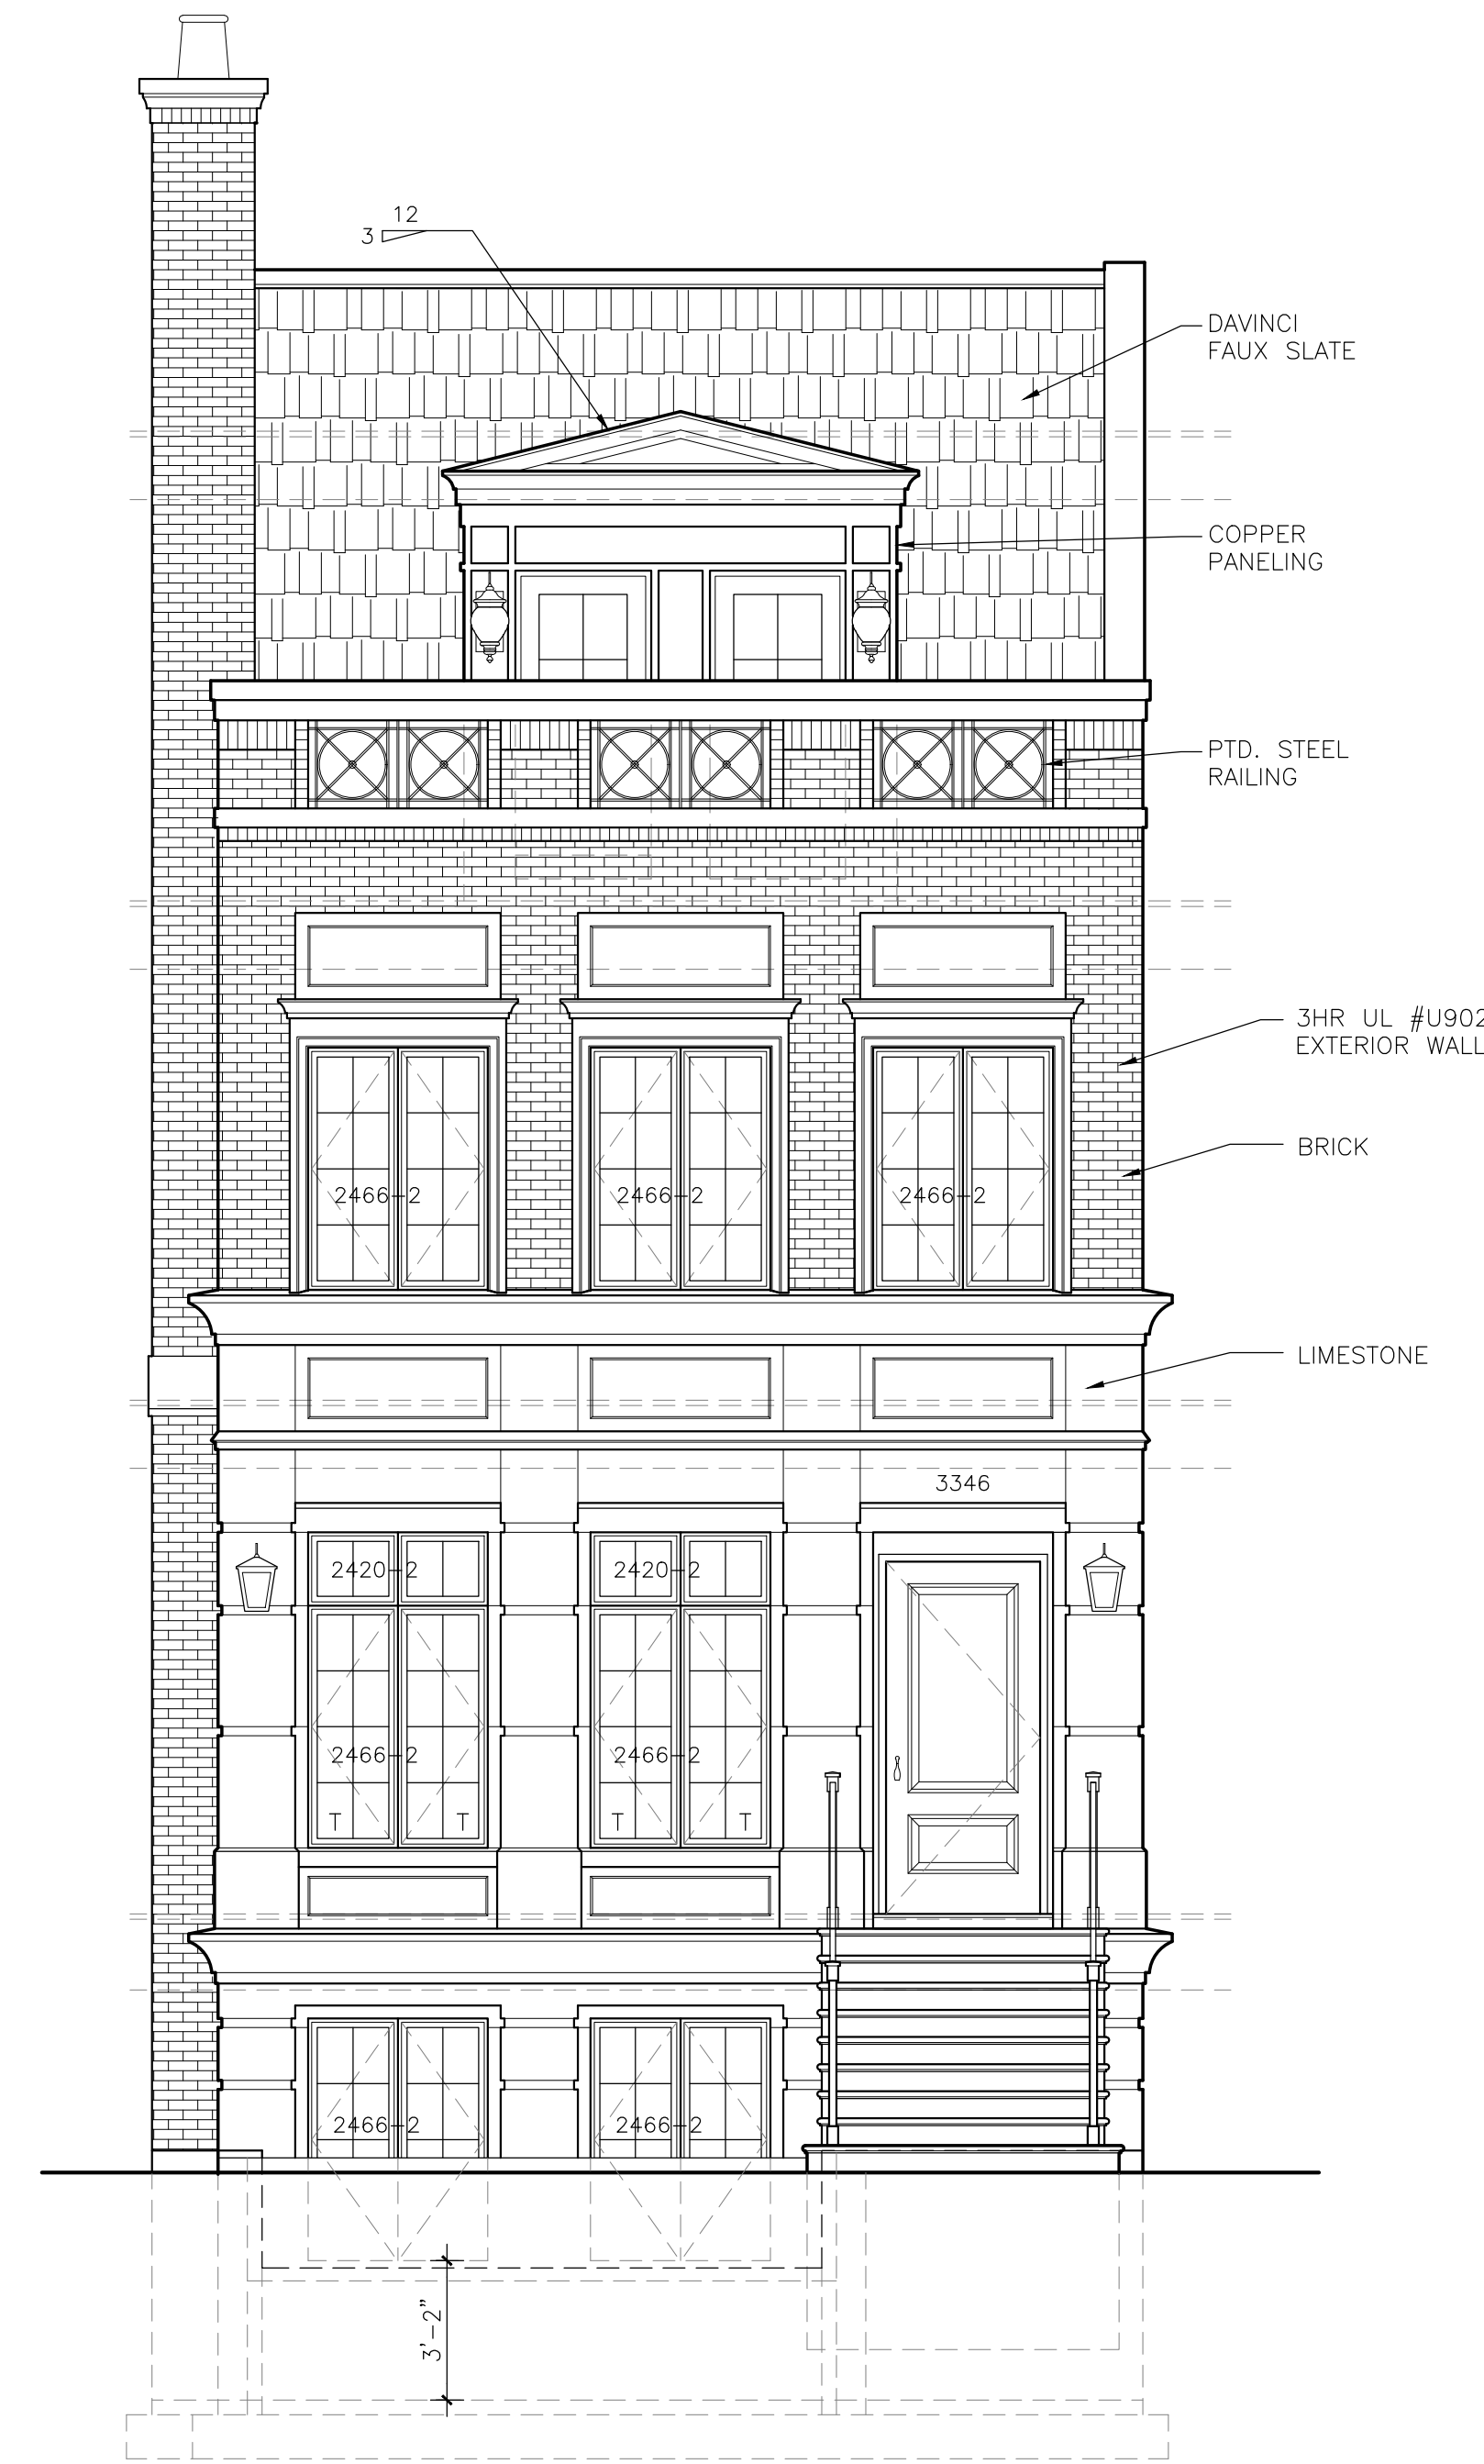 12
3
DAVINCI
FAUX SLATE
COPPER
PANELING
PTD. STEEL
RAILING
3HR UL #U902
EXTERIOR WALL
BRICK
2466-2 2466-2 2466-2
LIMESTONE
3346
2420-2 2420-2
2466-2 2466-2
T T T T
2466-2 2466-2
3'-2"